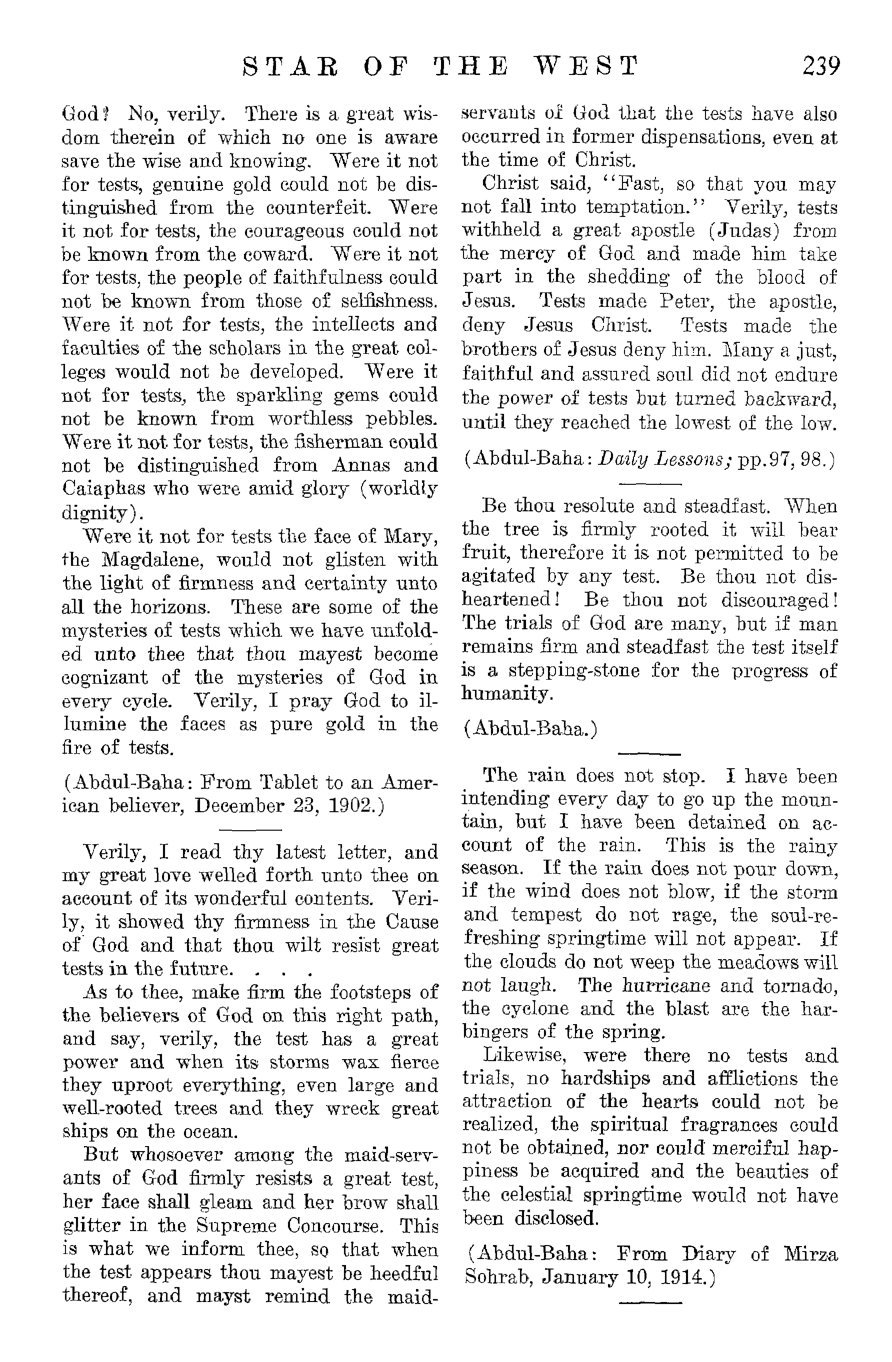 STAR OF THE WEST 239
God? No, verily. There is a great wis-
dom therein of which no one is aware
save the wise and knowing. Were it not
for tests, genuine gold could not be dis-
tinguished from the counterfeit. Were
it not for tests, the courageous could not
be known from the coward. Were it not
for tests, the people of faithfulness could
not be known from those of selfishness.
Were it not for tests, the intellects and
faculties of the scholars in the great col-
leges would not be developed. Were it
not for tests, the sparkling gems could
not be known from worthless pebbles.
Were it not for tests, the fisherman could
not be distinguished from Annas and
Caiaphas who were amid glory (worldly
dignity).
Were it not for tests the face of Mary,
the Magdalene, would not glisten with
the light of firmness and certainty unto
all the horizons. These are some of the
mysteries of tests which we have unfold-
ed unto thee that thou mayest become
cognizant of the mysteries of God in
every cycle. Verily, I pray God to il-
lumine the faces as pure gold in the
fire of tests.
(Abdul-Baha: From Tablet to an Amer-
ican believer, December 23, 1902.)
Verily, I read thy latest letter, and
my great love welled forth unto thee on
account of its wonderful contents. Veri-
ly, it showed thy firmness in the Cause
of God and that thou wilt resist great
tests in the future. . . .
As to thee, make firm the footsteps of
the believers of God on this right path,
and say, verily, the test has a great
power and when its storms wax fierce
they uproot everything, even large and
well-rooted trees and they wreck great
ships on the ocean.
But whosoever among the maid-serv-
ants of God firmly resists a great test,
her face shall gleam and her brow shall
glitter in the Supreme Concourse. This
is what we inform thee, so that when
the test appears thou mayest be heedful
thereof, and mayst remind the maid-
servants of God that the tests have also
occurred in former dispensations, even at
the time of Christ.
Christ said, "Fast, so that you may
not fall into temptation." Verily, tests
withheld a great apostle (Judas) from
the mercy of God and made him take
part in the shedding of the blood of
Jesus. Tests made Peter, the apostle,
deny Jesus Christ. Tests made the
brothers of Jesus deny him. Many a just,
faithful and assured soul did not endure
the power of tests but turned backward,
until they reached the lowest of the low.
(Abdul-Baha: Daily Lessons; pp.97, 98.)
Be thou resolute and steadfast. When
the tree is firmly rooted it will bear
fruit, therefore it is not permitted to be
agitated by any test. Be thou not dis-
heartened! Be thou not discouraged!
The trials of God are many, but if man
remains firm and steadfast the test itself
is a stepping-stone for the progress of
humanity.
(Abdul-Baha.)
The rain does not stop. I have been
intending every day to go up the moun-
tain, but I have been detained on ac-
count of the rain. This is the rainy
season. If the rain does not pour down,
if the wind does not blow, if the storm
and tempest do not rage, the soul-re-
freshing springtime will not appear. If
the clouds do not weep the meadows will
not laugh. The hurricane and tornado,
the cyclone and the blast are the har-
bingers of the spring.
Likewise, were there no tests and
trials, no hardships and afflictions the
attraction of the hearts could not be
realized, the spiritual fragrances could
not be obtained, nor could merciful hap-
piness be acquired and the beauties of
the celestial springtime would not have
been disclosed.
(Abdul-Baha: From Diary of Mirza
Sohrab, January 10, 1914.)